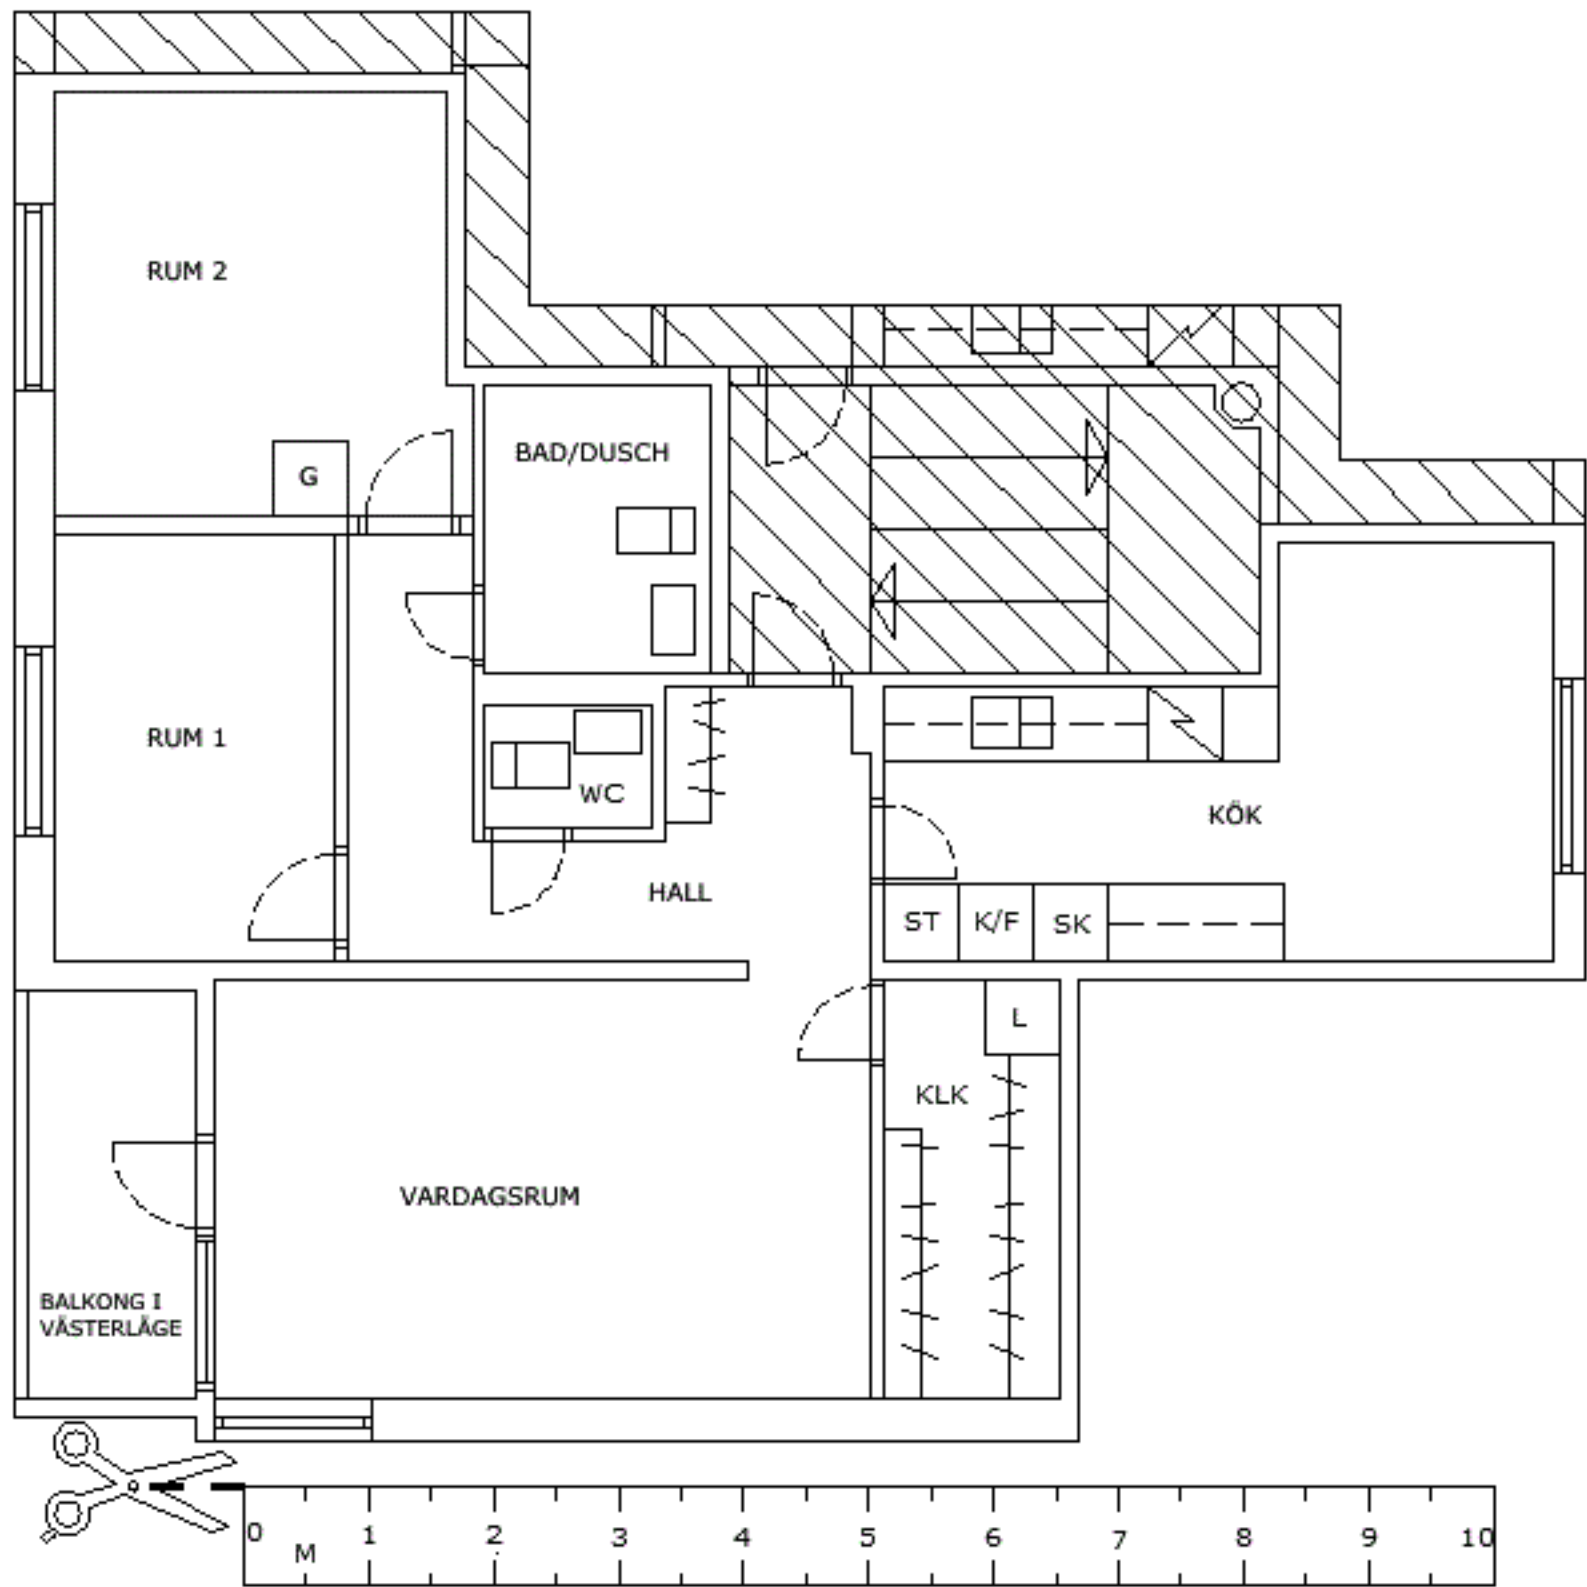 RUM 2
BAD/DUSCH
G
RUM 1
WC
KÖK
HALL
ST K/F SK
L
KLK
VARDAGSRUM
BALKONG I
VÄSTERLÄGE
0 1 2 3 4 5 6 7 8 9 10
M